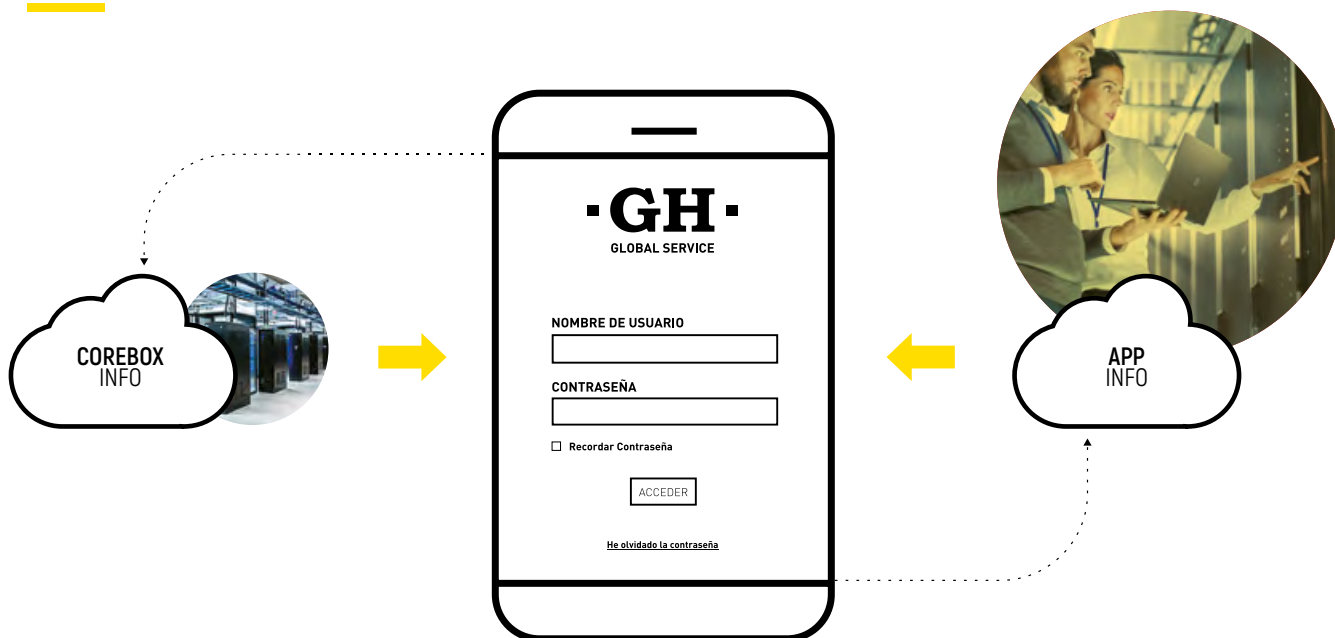 ·GH·
GLOBAL SERVICE
NOMBRE DE USUARIO
CONTRASEÑA
Recordar Contraseña
ACCEDER
He olvidado la contraseña
COREBOX
INFO
APP
INFO